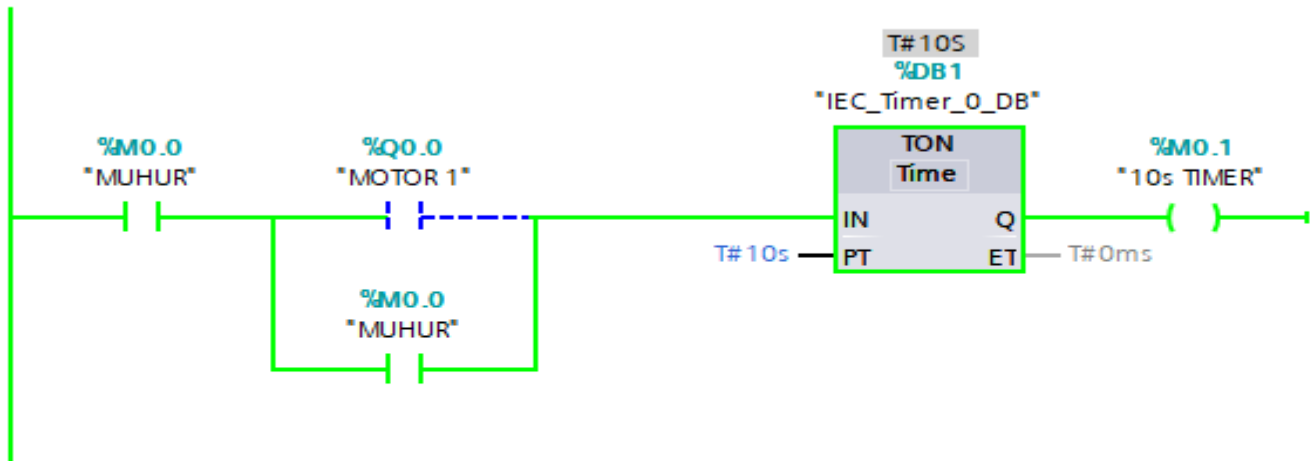 T#10S
%DB1
"IEC_Timer_0_DB"
%M0.0
"MUHUR"
%Q0.0
"MOTOR 1"
TON
Time
%M0.1
"10s TIMER"
IN
Q
T#10s
PT
ET
T#0ms
%M0.0
"MUHUR"